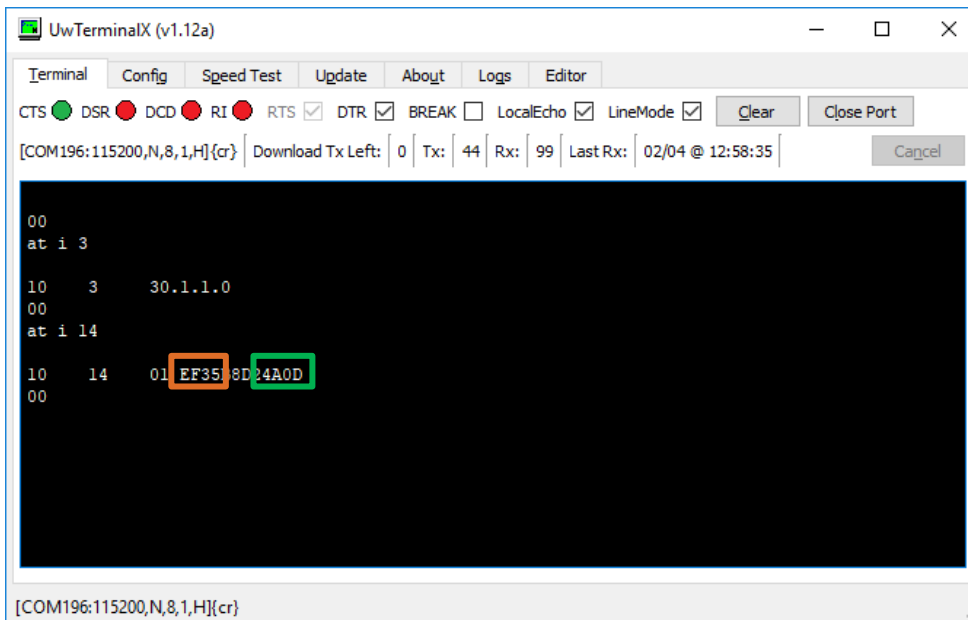 UwTerminalX (v1.12a)
Terminal Config Speed Test Update About Logs Editor
CTS DSR DCD RI RTS DTR BREAK LocalEcho LineMode Clear Close Port
[COM196:115200,N,8,1,H]{cr} Download Tx Left: 0 Tx: 44 Rx: 99 Last Rx: 02/04 @ 12:58:35 Cancel
00
at i 3
10 3 30.1.1.0
00
at i 14
10 14 01 EF35 8D24A0D
00
[COM196:115200,N,8,1,H]{cr}